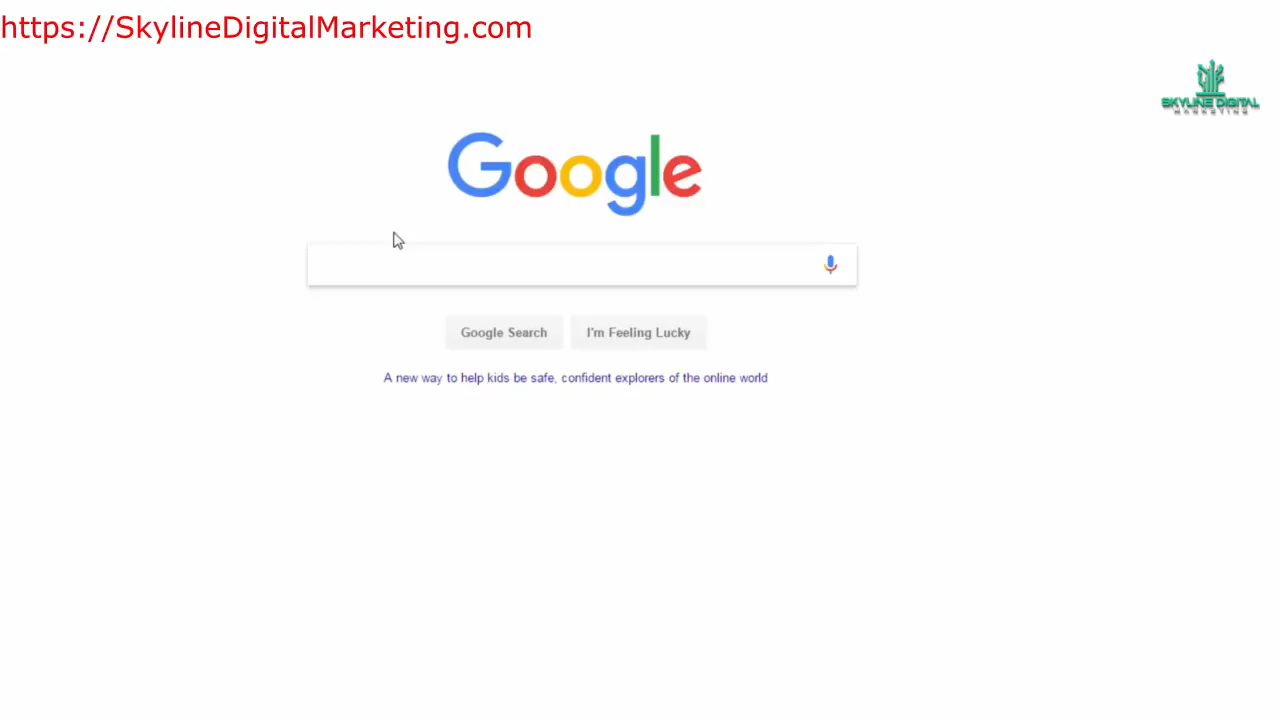 https://SkylineDigitalMarketing.com
SKYLINE DIGITAL
MARKETING
Google
Google Search
I'm Feeling Lucky
A new way to help kids be safe, confident explorers of the online world